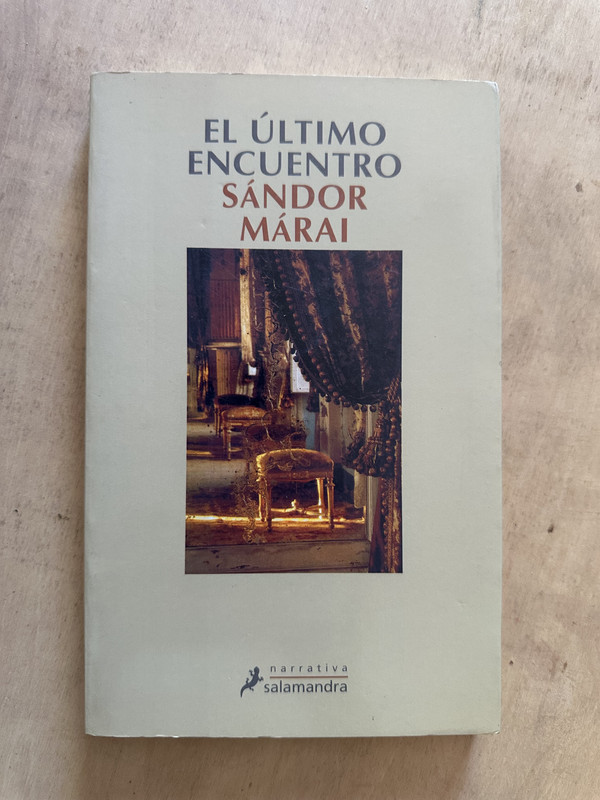 EL ÚLTIMO
ENCUENTRO
SÁNDOR
MÁRAI
narrativa
salamandra